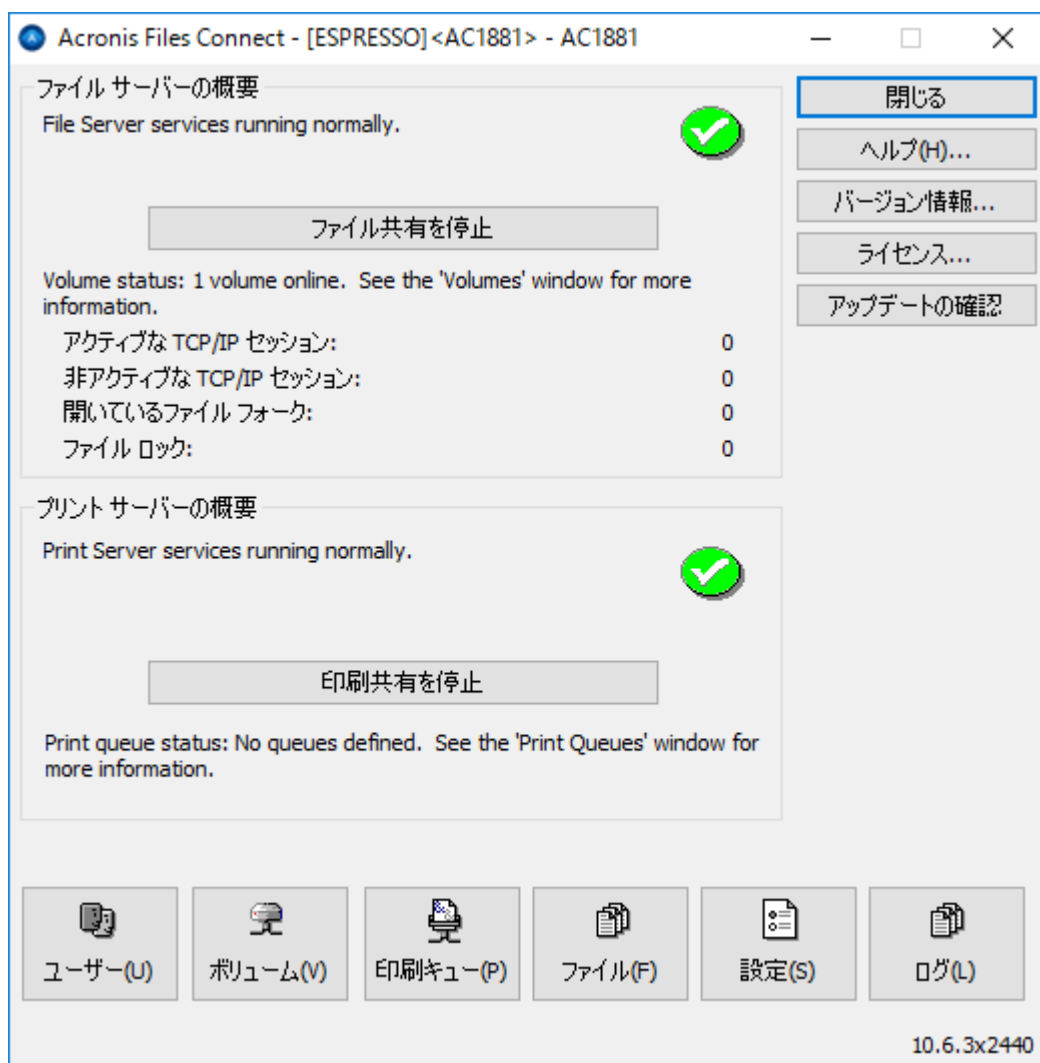 Acronis Files Connect - [ESPRESSO]<AC1881> - AC1881
ファイル サーバーの概要
File Server services running normally.
ファイル共有を停止
Volume status: 1 volume online.  See the 'Volumes' window for more
information.
アクティブな TCP/IP セッション: 0
非アクティブな TCP/IP セッション: 0
開いているファイル フォーク: 0
ファイル ロック: 0
プリント サーバーの概要
Print Server services running normally.
印刷共有を停止
Print queue status: No queues defined.  See the 'Print Queues' window for
more information.
閉じる
ヘルプ(H)...
バージョン情報...
ライセンス...
アップデートの確認
ユーザー(U)
ボリューム(V)
印刷キュー(P)
ファイル(F)
設定(S)
ログ(L)
10.6.3x2440